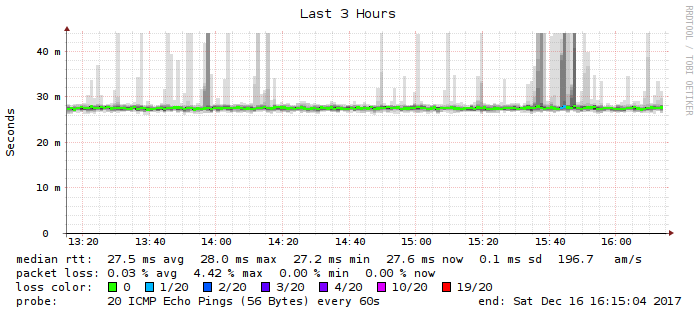 Last 3 Hours
RRDTOOL / TOBI OETIKER
Seconds
40 m
30 m
20 m
10 m
0
13:20 13:40 14:00 14:20 14:40 15:00 15:20 15:40 16:00
median rtt: 27.5 ms avg 28.0 ms max 27.2 ms min 27.6 ms now 0.1 ms sd 196.7 am/s
packet loss: 0.03 % avg 4.42 % max 0.00 % min 0.00 % now
loss color: 0 1/20 2/20 3/20 4/20 10/20 19/20
probe: 20 ICMP Echo Pings (56 Bytes) every 60s end: Sat Dec 16 16:15:04 2017